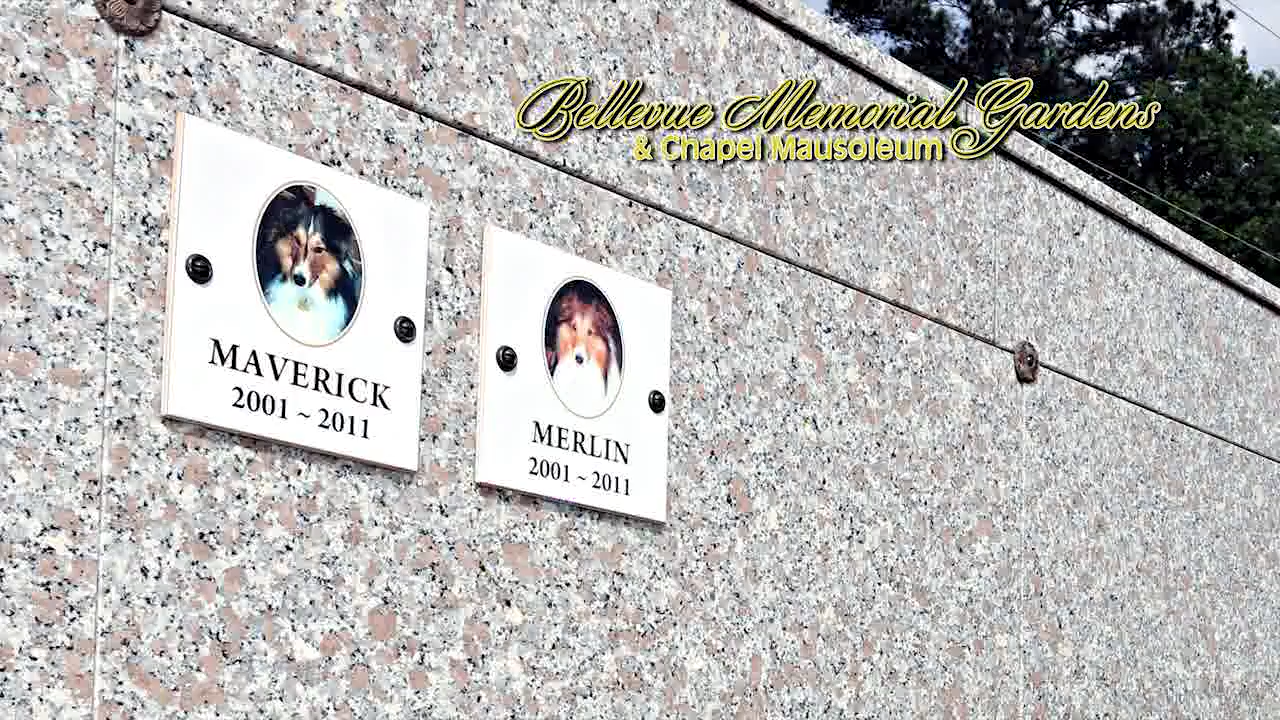 Bellevue Memorial Gardens
& Chapel Mausoleum
MAVERICK
2001 ~ 2011
MERLIN
2001 ~ 2011